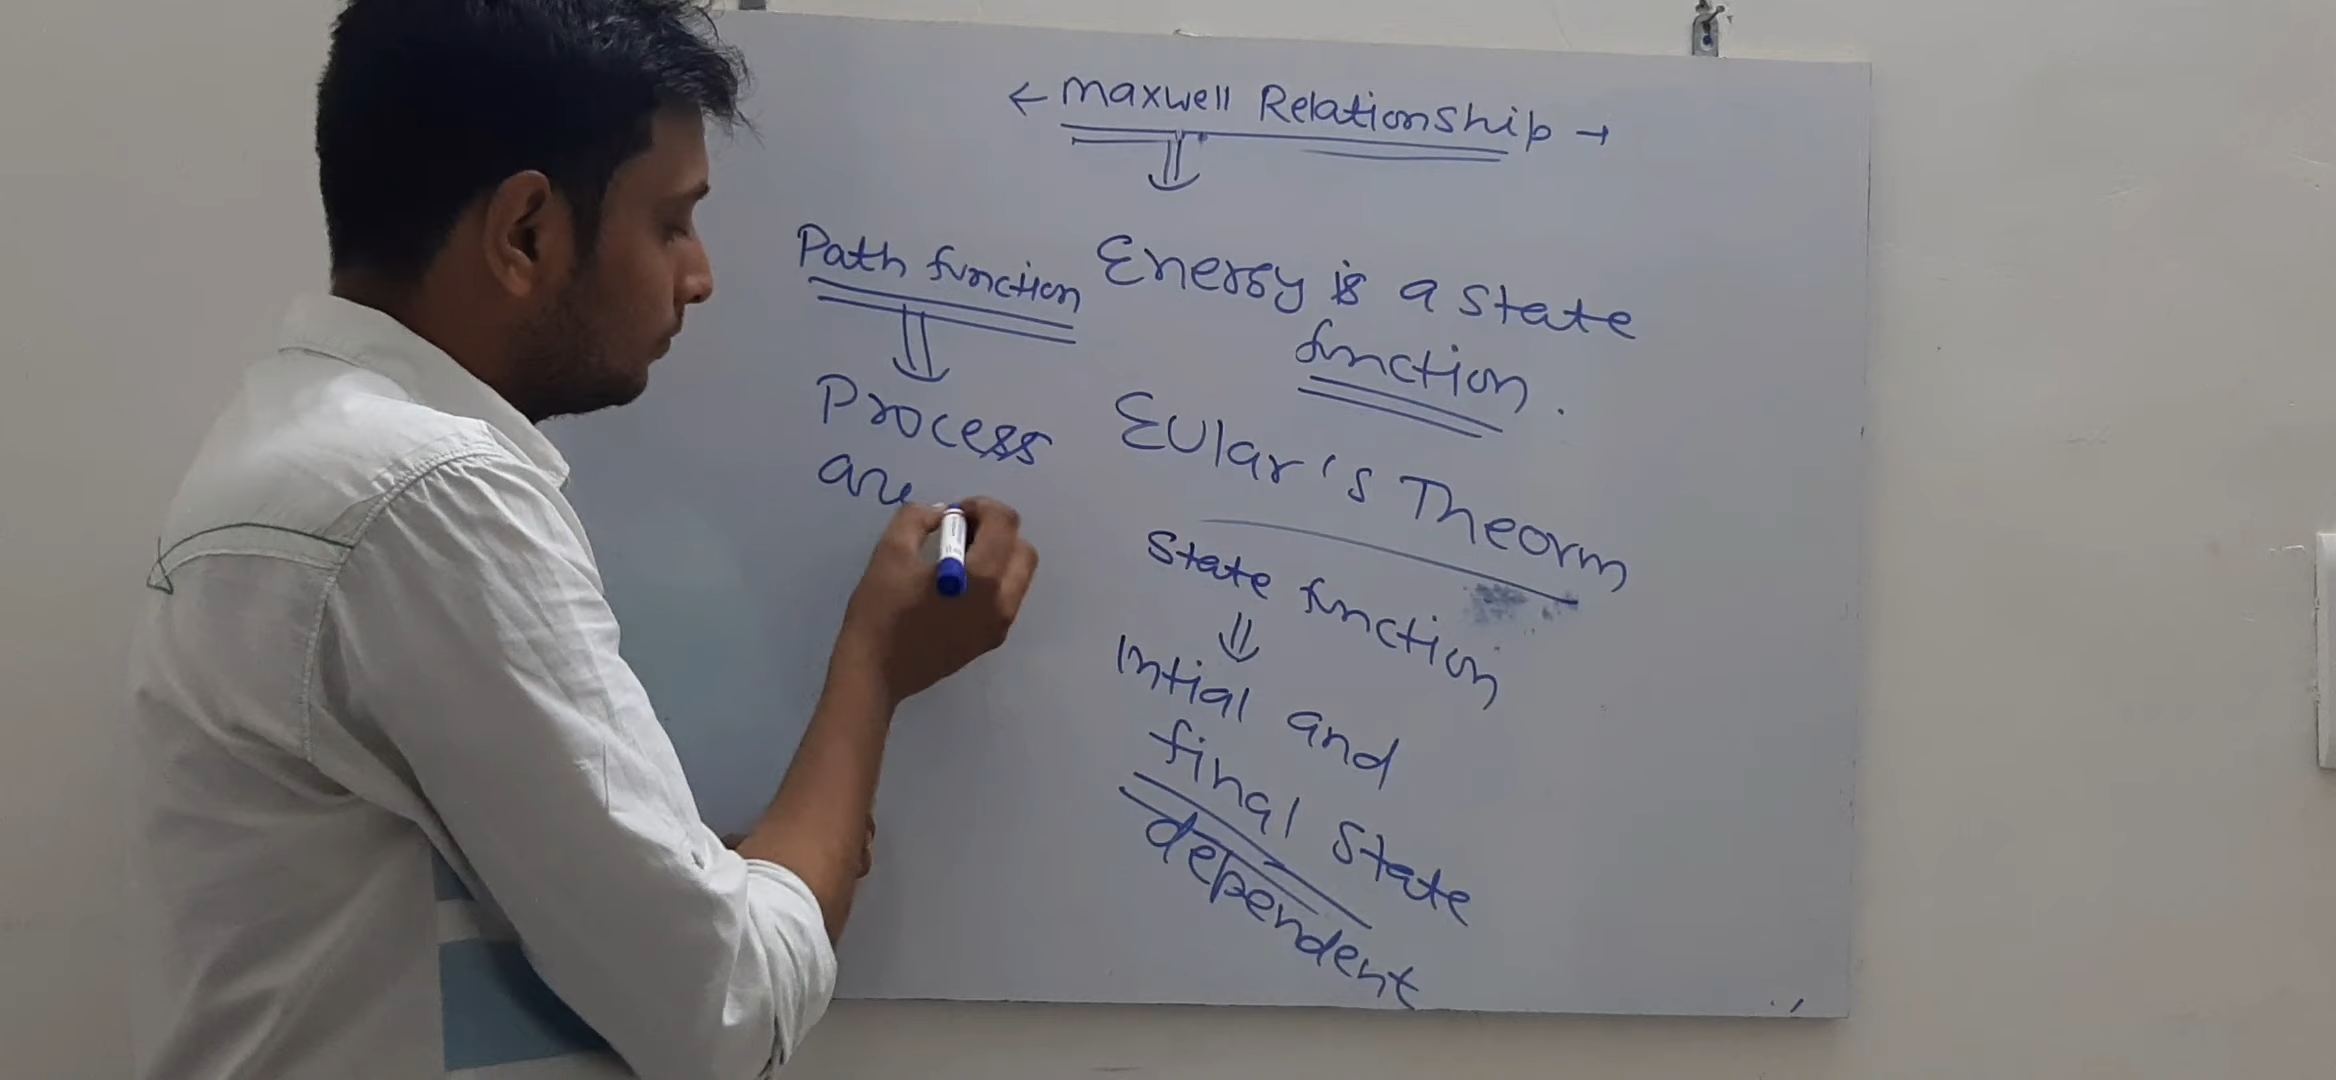 ← maxwell Relationship →
Path function
Process
are
Energy is a state
function.
Eular's Theorm
State function
Intial and
final State
dependent